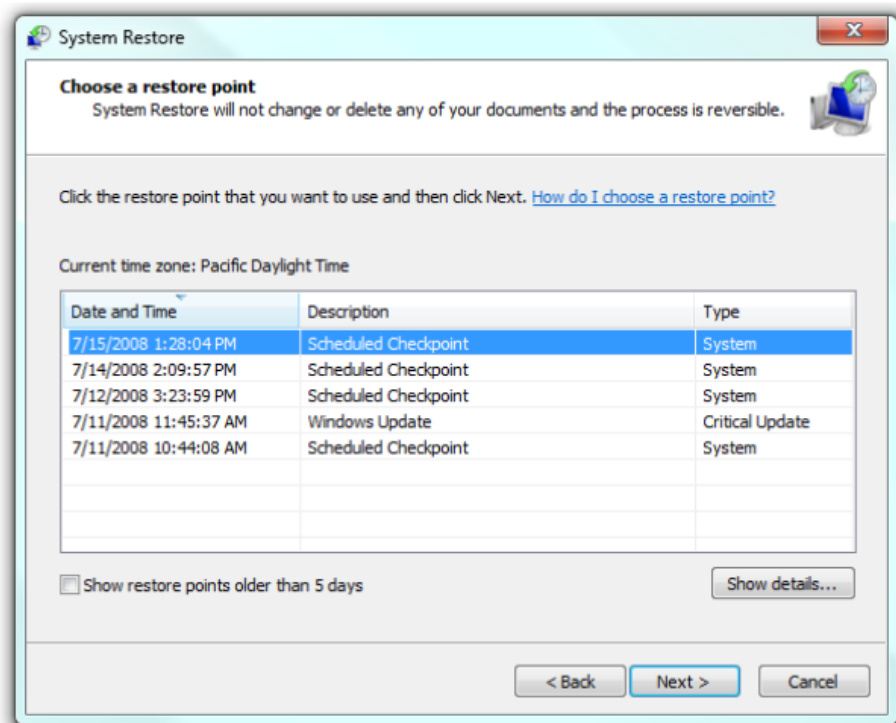 System Restore
Choose a restore point
System Restore will not change or delete any of your documents and the process is reversible.
Click the restore point that you want to use and then click Next. How do I choose a restore point?
Current time zone: Pacific Daylight Time
Date and Time Description Type
7/15/2008 1:28:04 PM Scheduled Checkpoint System
7/14/2008 2:09:57 PM Scheduled Checkpoint System
7/12/2008 3:23:59 PM Scheduled Checkpoint System
7/11/2008 11:45:37 AM Windows Update Critical Update
7/11/2008 10:44:08 AM Scheduled Checkpoint System
Show restore points older than 5 days Show details...
< Back Next > Cancel